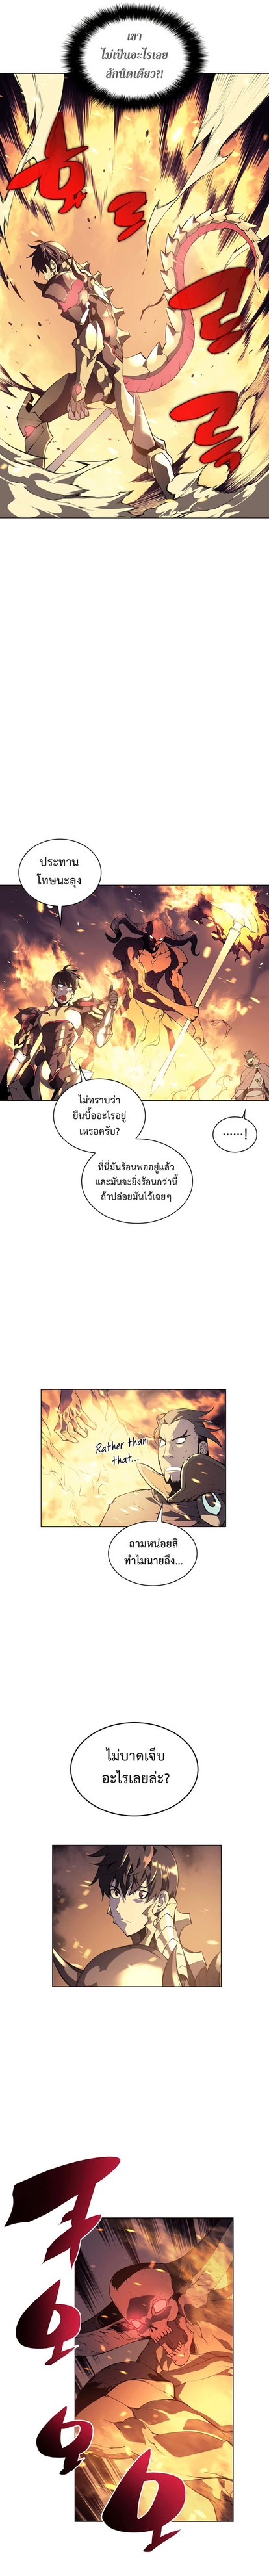 เขา
ไม่เป็นอะไรเลย
สักนิดเดียว?!
화
르
르
륵
ประทาน
โทษนะลุง
ไม่ทราบว่า
ยืนบื้ออะไรอยู่
เหรอครับ?
......!
ที่นี่มันร้อนพออยู่แล้ว
และมันจะยิ่งร้อนกว่านี้
ถ้าปล่อยมันไว้เฉยๆ
Rather than
that...
ถามหน่อยสิ
ทำไมนายถึง...
ไม่บาดเจ็บ
อะไรเลยล่ะ?